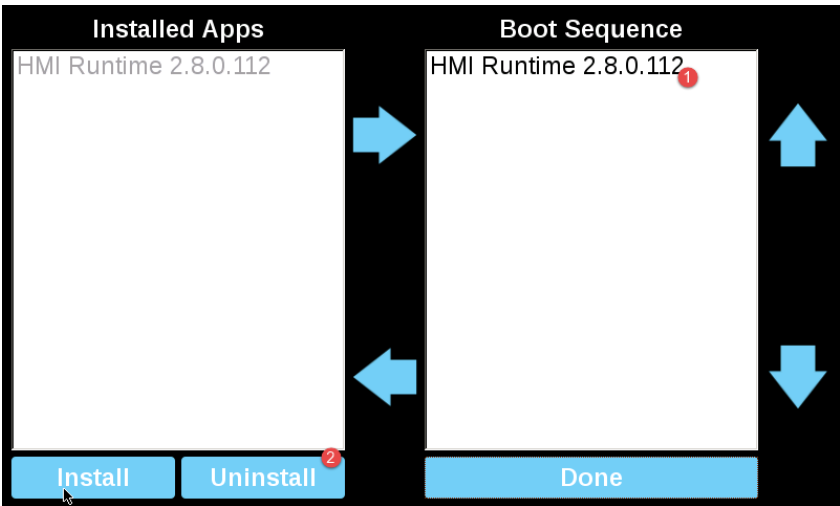 Installed Apps
HMI Runtime 2.8.0.112
Boot Sequence
HMI Runtime 2.8.0.112
1
2
Install
Uninstall
Done